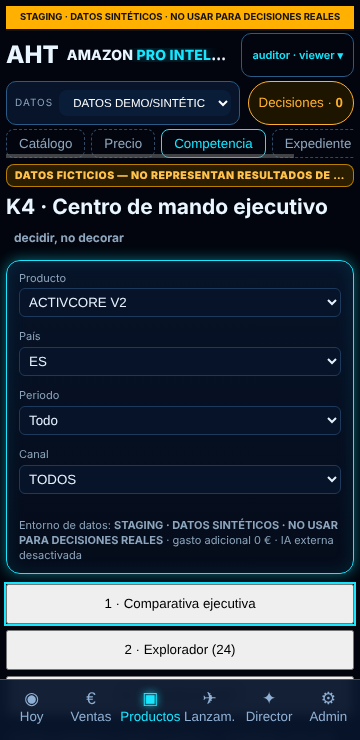 STAGING · DATOS SINTÉTICOS · NO USAR PARA DECISIONES REALES
AHT AMAZON PRO INTEL... auditor · viewer ▾
DATOS DATOS DEMO/SINTÉTIC Decisiones · 0
Catálogo Precio Competencia Expediente
DATOS FICTICIOS — NO REPRESENTAN RESULTADOS DE ...
K4 · Centro de mando ejecutivo
decidir, no decorar
Producto
ACTIVCORE V2
País
ES
Periodo
Todo
Canal
TODOS
Entorno de datos: STAGING · DATOS SINTÉTICOS · NO USAR
PARA DECISIONES REALES · gasto adicional 0 € · IA externa
desactivada
1 · Comparativa ejecutiva
2 · Explorador (24)
Hoy Ventas Productos Lanzam. Director Admin